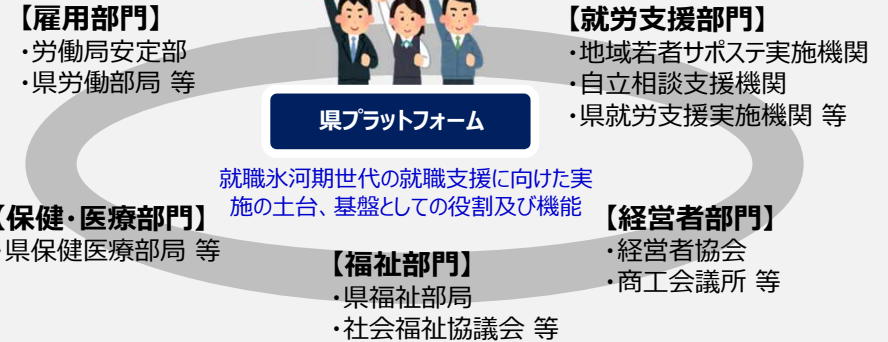 【雇用部門】
・労働局安定部
・県労働部局 等
【就労支援部門】
・地域若者サポステ実施機関
・自立相談支援機関
・県就労支援実施機関 等
県プラットフォーム
就職氷河期世代の就職支援に向けた実
施の土台、基盤としての役割及び機能
【保健・医療部門】
・県保健医療部局 等
【経営者部門】
・経営者協会
・商工会議所 等
【福祉部門】
・県福祉部局
・社会福祉協議会 等